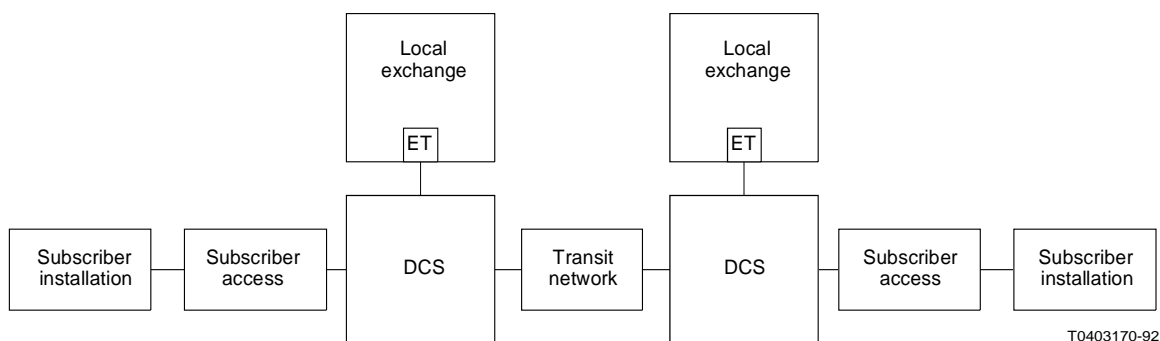 Local
exchange
Local
exchange
ET
ET
Subscriber
installation
Subscriber
access
DCS
Transit
network
DCS
Subscriber
access
Subscriber
installation
T0403170-92